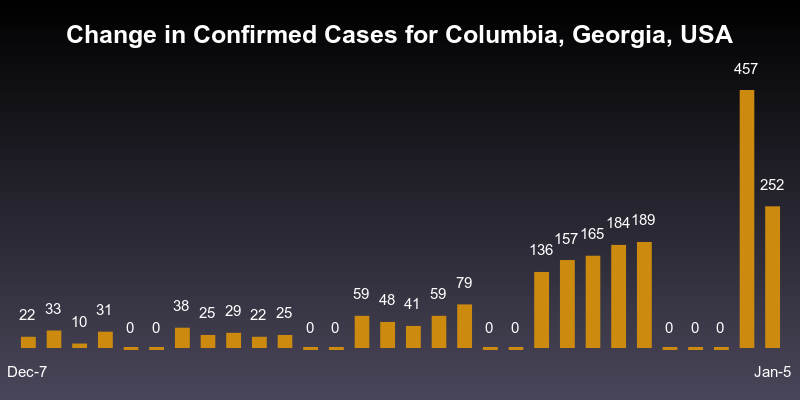 Change in Confirmed Cases for Columbia, Georgia, USA
22 33 10 31 0 0 38 25 29 22 25 0 0 59 48 41 59 79 0 0 136 157 165 184 189 0 0 0 457 252
Dec-7 Jan-5